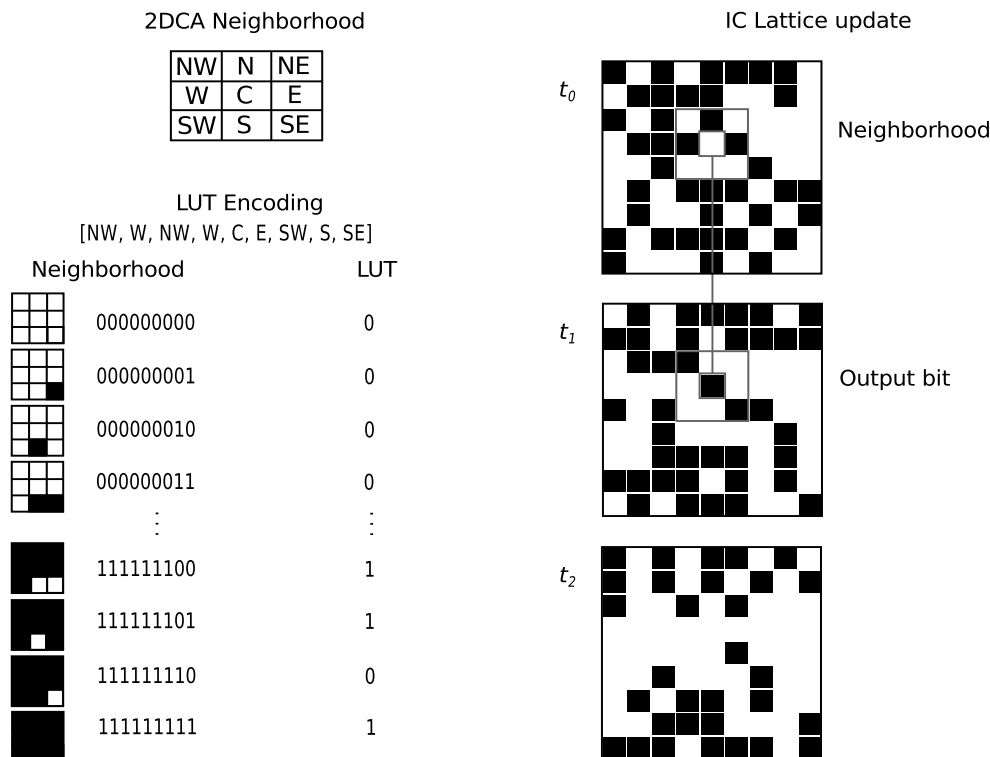 2DCA Neighborhood
NW N NE
W C E
SW S SE
LUT Encoding
[NW, W, NW, W, C, E, SW, S, SE]
Neighborhood LUT
000000000 0
000000001 0
000000010 0
000000011 0
⋮ ⋮
111111100 1
111111101 1
111111110 0
111111111 1
IC Lattice update
t0
Neighborhood
t1
Output bit
t2